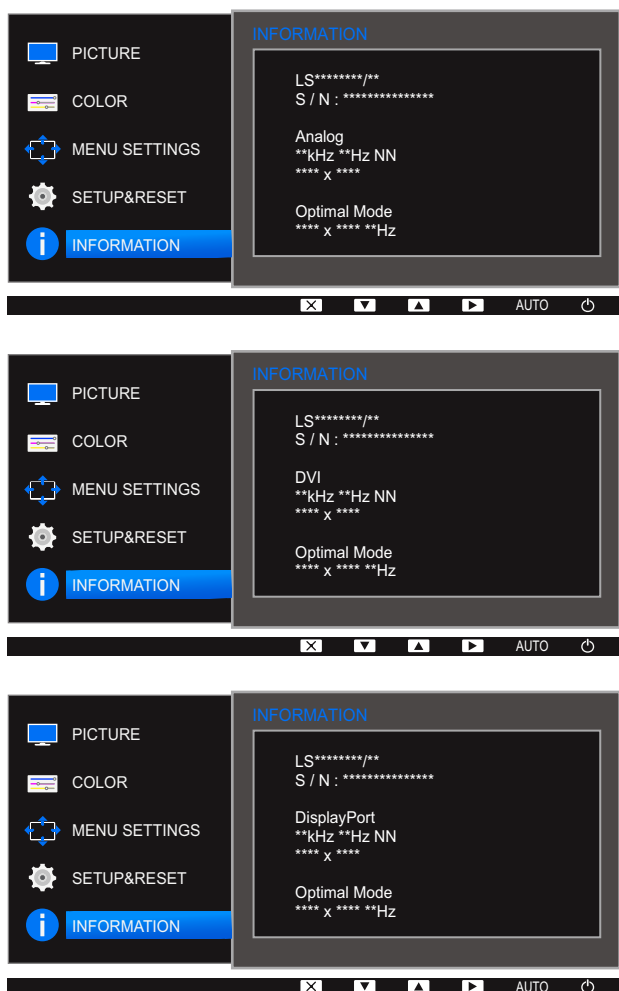 PICTURE
COLOR
MENU SETTINGS
SETUP&RESET
INFORMATION
INFORMATION
LS********/**
S / N : ***************
Analog
**kHz **Hz NN
**** x ****
Optimal Mode
**** x **** **Hz
AUTO
PICTURE
COLOR
MENU SETTINGS
SETUP&RESET
INFORMATION
INFORMATION
LS********/**
S / N : ***************
DVI
**kHz **Hz NN
**** x ****
Optimal Mode
**** x **** **Hz
AUTO
PICTURE
COLOR
MENU SETTINGS
SETUP&RESET
INFORMATION
INFORMATION
LS********/**
S / N : ***************
DisplayPort
**kHz **Hz NN
**** x ****
Optimal Mode
**** x **** **Hz
AUTO